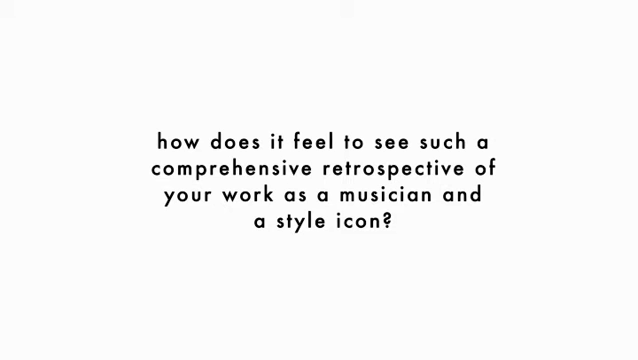 how does it feel to see such a
comprehensive retrospective of
your work as a musician and
a style icon?